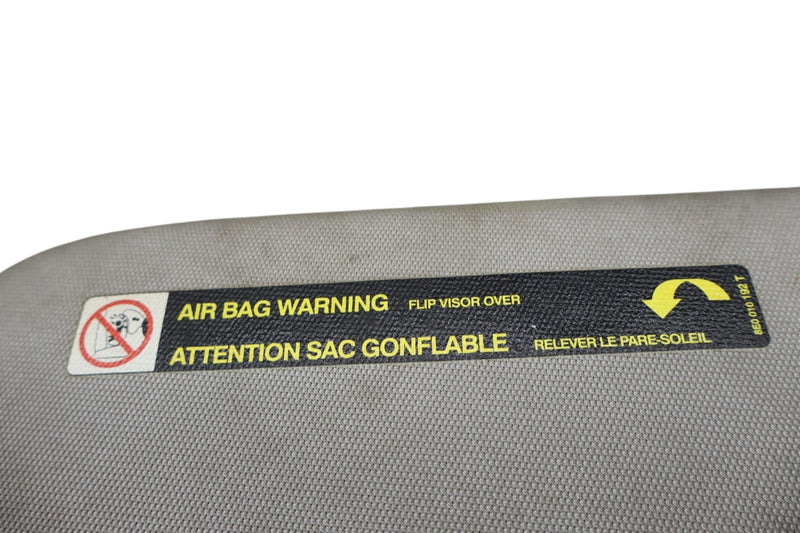 AIR BAG WARNING FLIP VISOR OVER
ATTENTION SAC GONFLABLE RELEVER LE PARE-SOLEIL
8E0 010 192 T